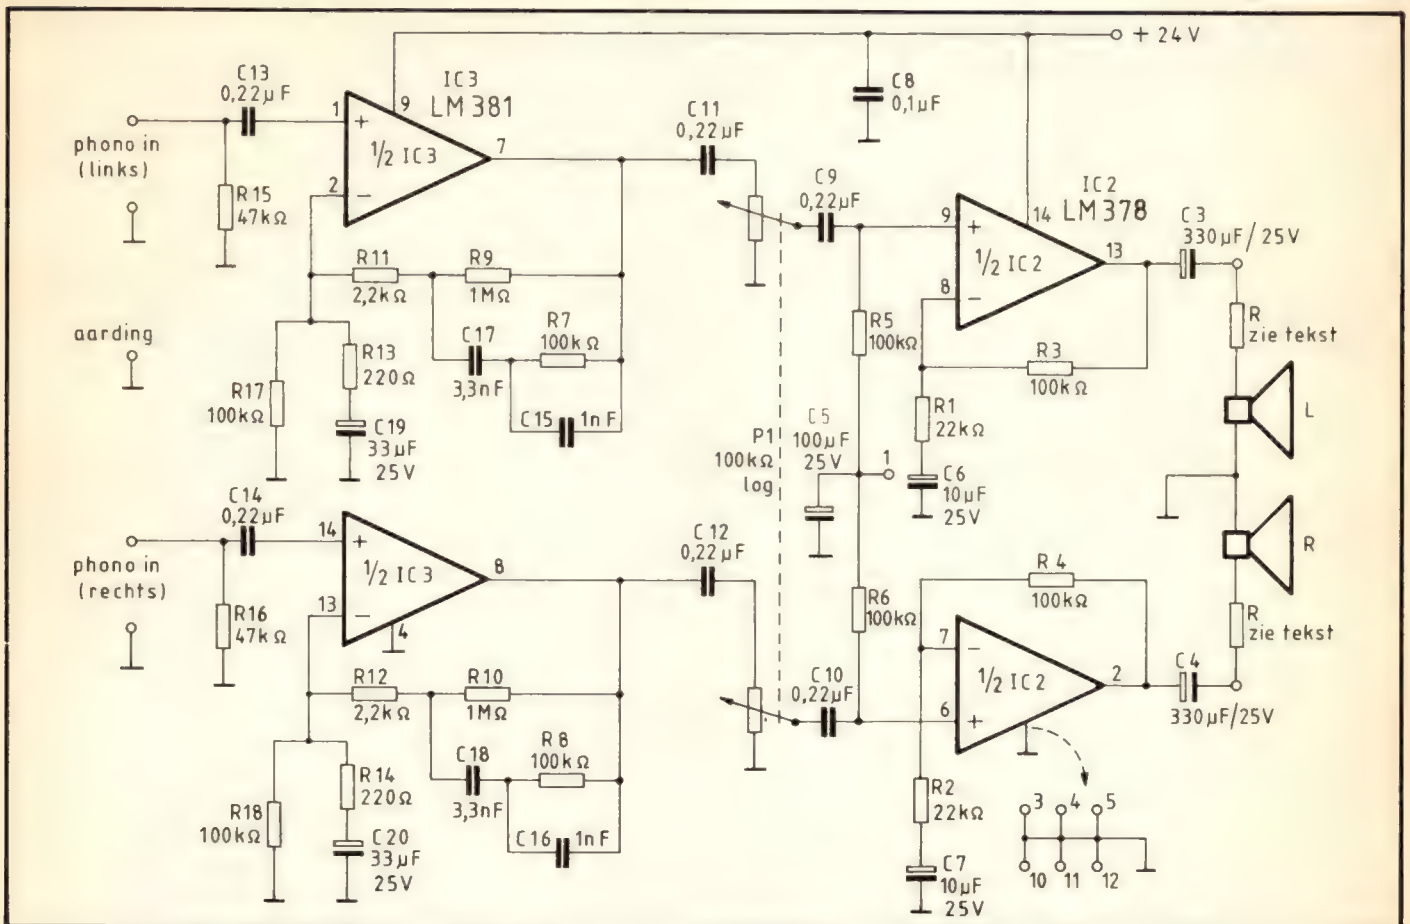 + 24V
C13
0,22µF
IC3
LM381
9
1
+
½ IC3
7
2
−
phono in
(links)
R15
47kΩ
C11
0,22µF
C8
0,1µF
C9
0,22µF
IC2
LM378
14
9
+
½ IC2
13
8
−
C3
330µF/25V
R
zie tekst
L
R11
2,2kΩ
R9
1MΩ
C17
3,3nF
R7
100kΩ
C15
1nF
aarding
R17
100kΩ
R13
220Ω
C19
33µF
25V
R5
100kΩ
R3
100kΩ
R1
22kΩ
C6
10µF
25V
P1
100kΩ
log
C5
100µF
25V
1
C14
0,22µF
14
+
½ IC3
8
13
−
4
phono in
(rechts)
R16
47kΩ
C12
0,22µF
R
R4
100kΩ
R6
100kΩ
R
zie tekst
C10
0,22µF
7
−
½ IC2
2
6
+
C4
330µF/25V
R12
2,2kΩ
R10
1MΩ
C18
3,3nF
R8
100kΩ
C16
1nF
R18
100kΩ
R14
220Ω
C20
33µF
25V
R2
22kΩ
C7
10µF
25V
3
4
5
10
11
12